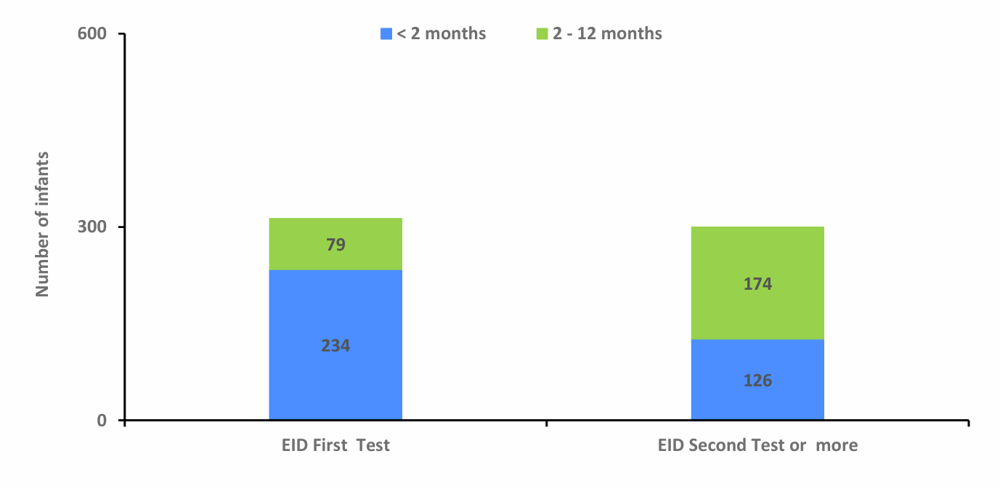 < 2 months
2 - 12 months
600
300
0
Number of infants
79
234
174
126
EID First  Test
EID Second Test or  more